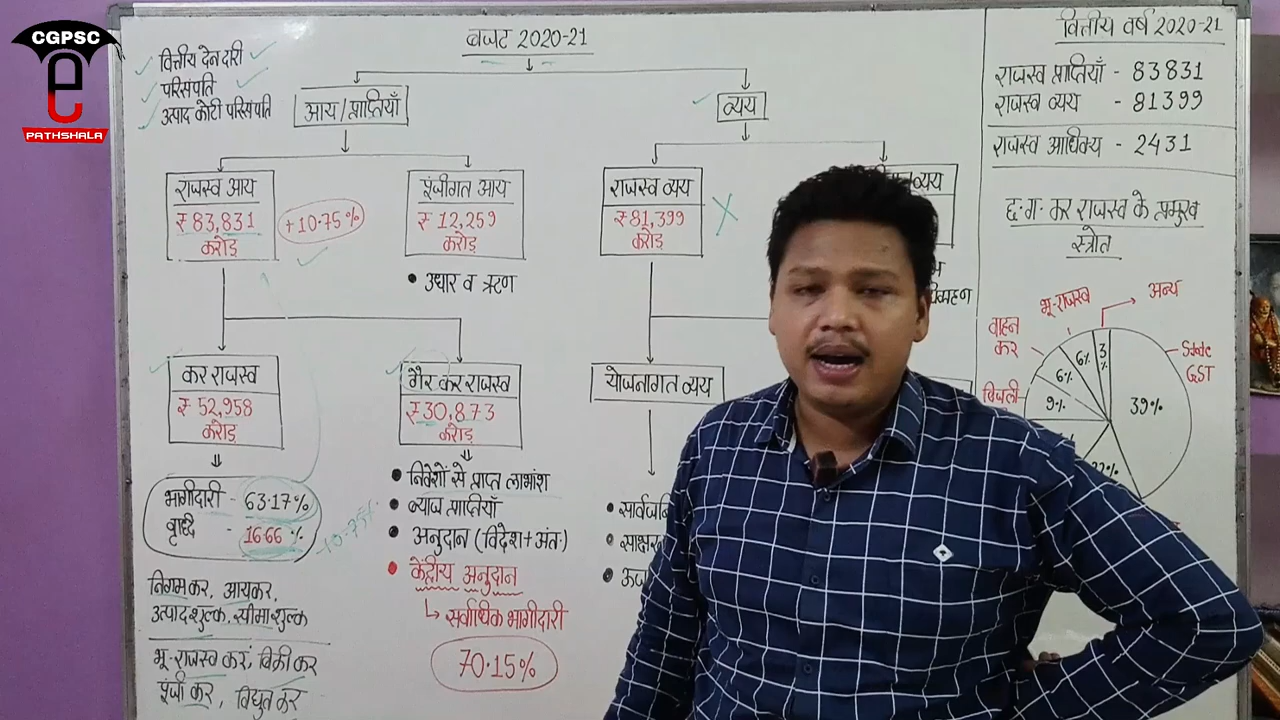 CGPSC
e
PATHSHALA
बजट 2020-21
वित्तीय देनदारी
परिसंपति
उत्पाद कोटी परिसंपति
आय/प्राप्तियाँ
व्यय
राजस्व आय
₹ 83,831
करोड़
+10.75%
पूंजीगत आय
₹ 12,259
करोड़
• उधार व ऋण
राजस्व व्यय
₹ 81,399
करोड़
व्यय
कर राजस्व
₹ 52,958
करोड़
भागीदारी - 63.17%
वृद्धि - 16.66 %
+10.75%
निगम कर, आयकर,
उत्पाद शुल्क, सीमा शुल्क
भू-राजस्व कर, बिक्री कर
पूंजी कर, विद्युत कर
गैर कर राजस्व
₹ 30,873
करोड़
• निवेशों से प्राप्त लाभांश
• ब्याज प्राप्तियाँ
• अनुदान (विदेश+अंत:)
• केंद्रीय अनुदान
सर्वाधिक भागीदारी
70.15%
योजनागत व्यय
वित्तीय वर्ष 2020-21
राजस्व प्राप्तियाँ - 83831
राजस्व व्यय - 81399
राजस्व आधिक्य - 2431
छ.ग. कर राजस्व के प्रमुख
स्त्रोत
भू-राजस्व
अन्य
वाहन
कर
State
GST
बिजली
3%
6%
6%
9%
39%